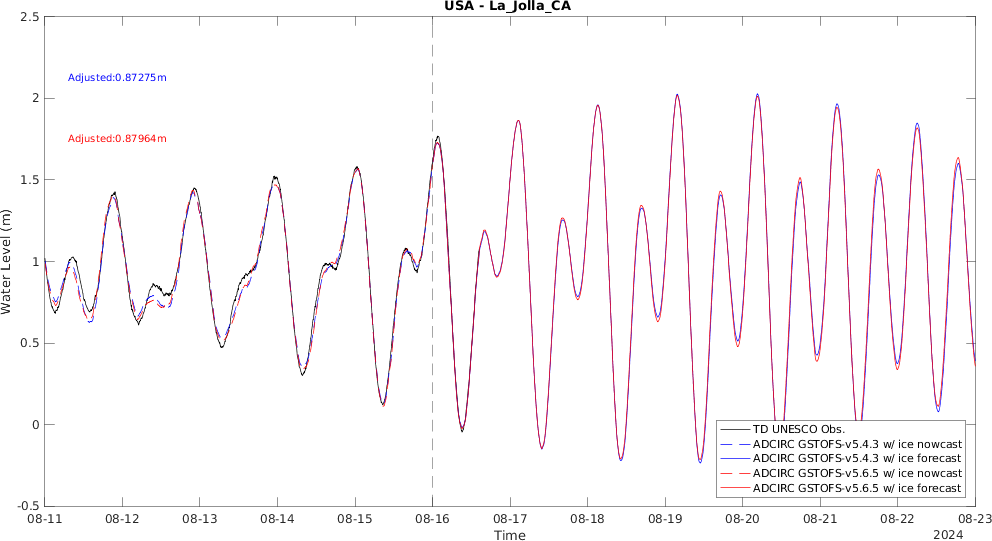 USA - La_Jolla_CA
2.5
2
1.5
1
0.5
0
-0.5
Water Level (m)
Adjusted:0.87275m
Adjusted:0.87964m
TD UNESCO Obs.
ADCIRC GSTOFS-v5.4.3 w/ ice nowcast
ADCIRC GSTOFS-v5.4.3 w/ ice forecast
ADCIRC GSTOFS-v5.6.5 w/ ice nowcast
ADCIRC GSTOFS-v5.6.5 w/ ice forecast
08-11 08-12 08-13 08-14 08-15 08-16 08-17 08-18 08-19 08-20 08-21 08-22 08-23
Time
2024